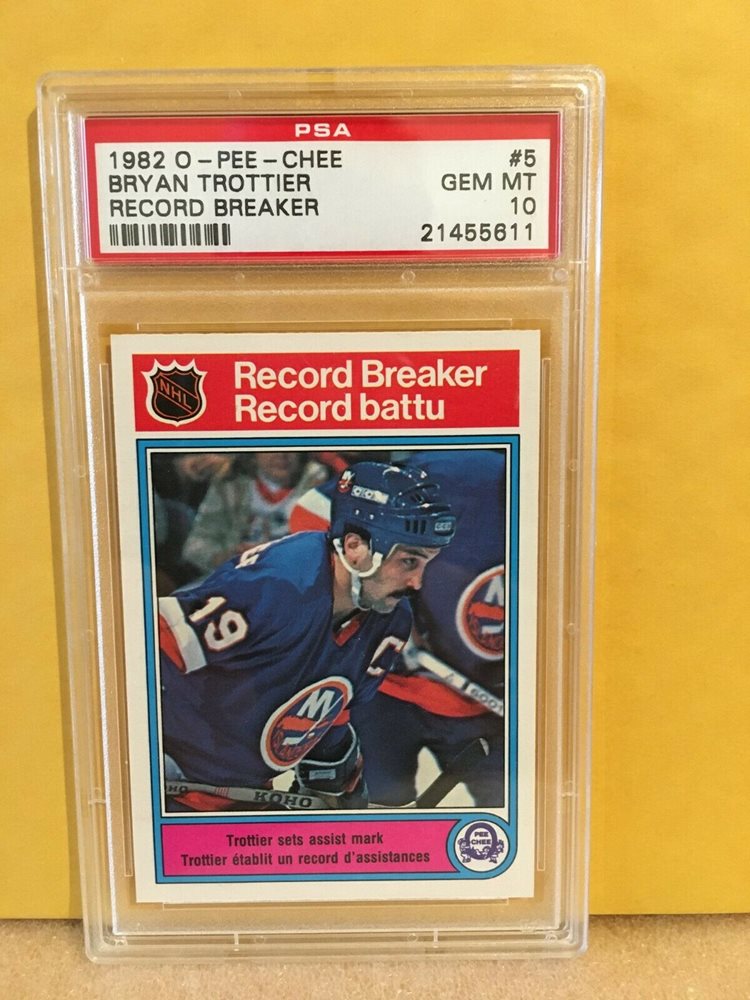 PSA
1982 O-PEE-CHEE #5
BRYAN TROTTIER GEM MT
RECORD BREAKER 10
21455611
NHL
Record Breaker
Record battu
19
C
KOHO
HO
Trottier sets assist mark
Trottier établit un record d'assistances
PEE
CHEE